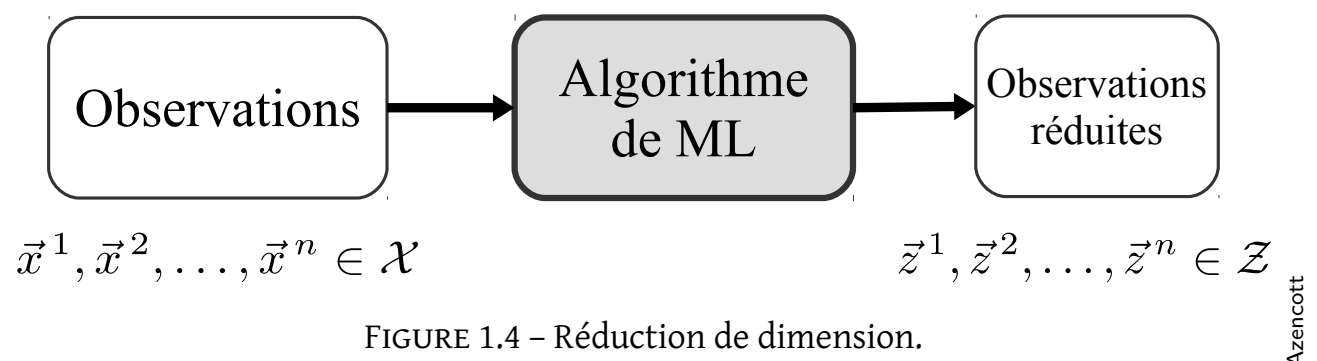 Observations
Algorithme
de ML
Observations
réduites
x⃗ ¹, x⃗ ², . . . , x⃗ ⁿ ∈ 𝒳
z⃗ ¹, z⃗ ², . . . , z⃗ ⁿ ∈ 𝒵
FIGURE 1.4 – Réduction de dimension.
Azencott